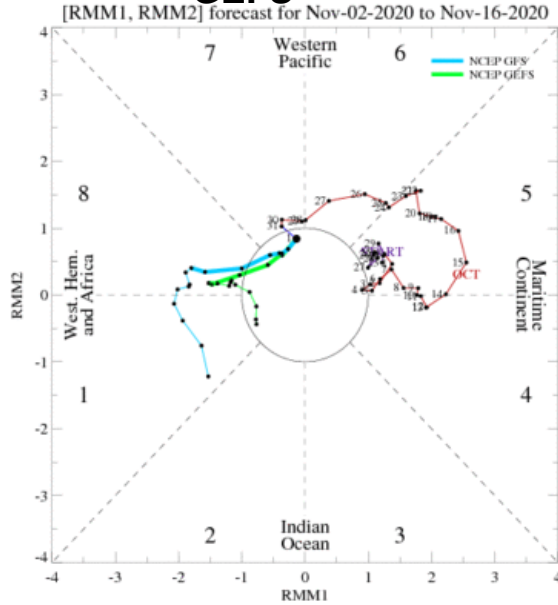 [RMM1, RMM2] forecast for Nov-02-2020 to Nov-16-2020
7
Western
Pacific
6
NCEP GFS
NCEP GEFS
8
5
West. Hem.
and Africa
Maritime
Continent
OCT
1
4
2
Indian
Ocean
3
RMM2
4
3
2
1
0
-1
-2
-3
-4
-4
-3
-2
-1
0
1
2
3
4
RMM1
30
31
27
26
20
16
15
14
8
4
29